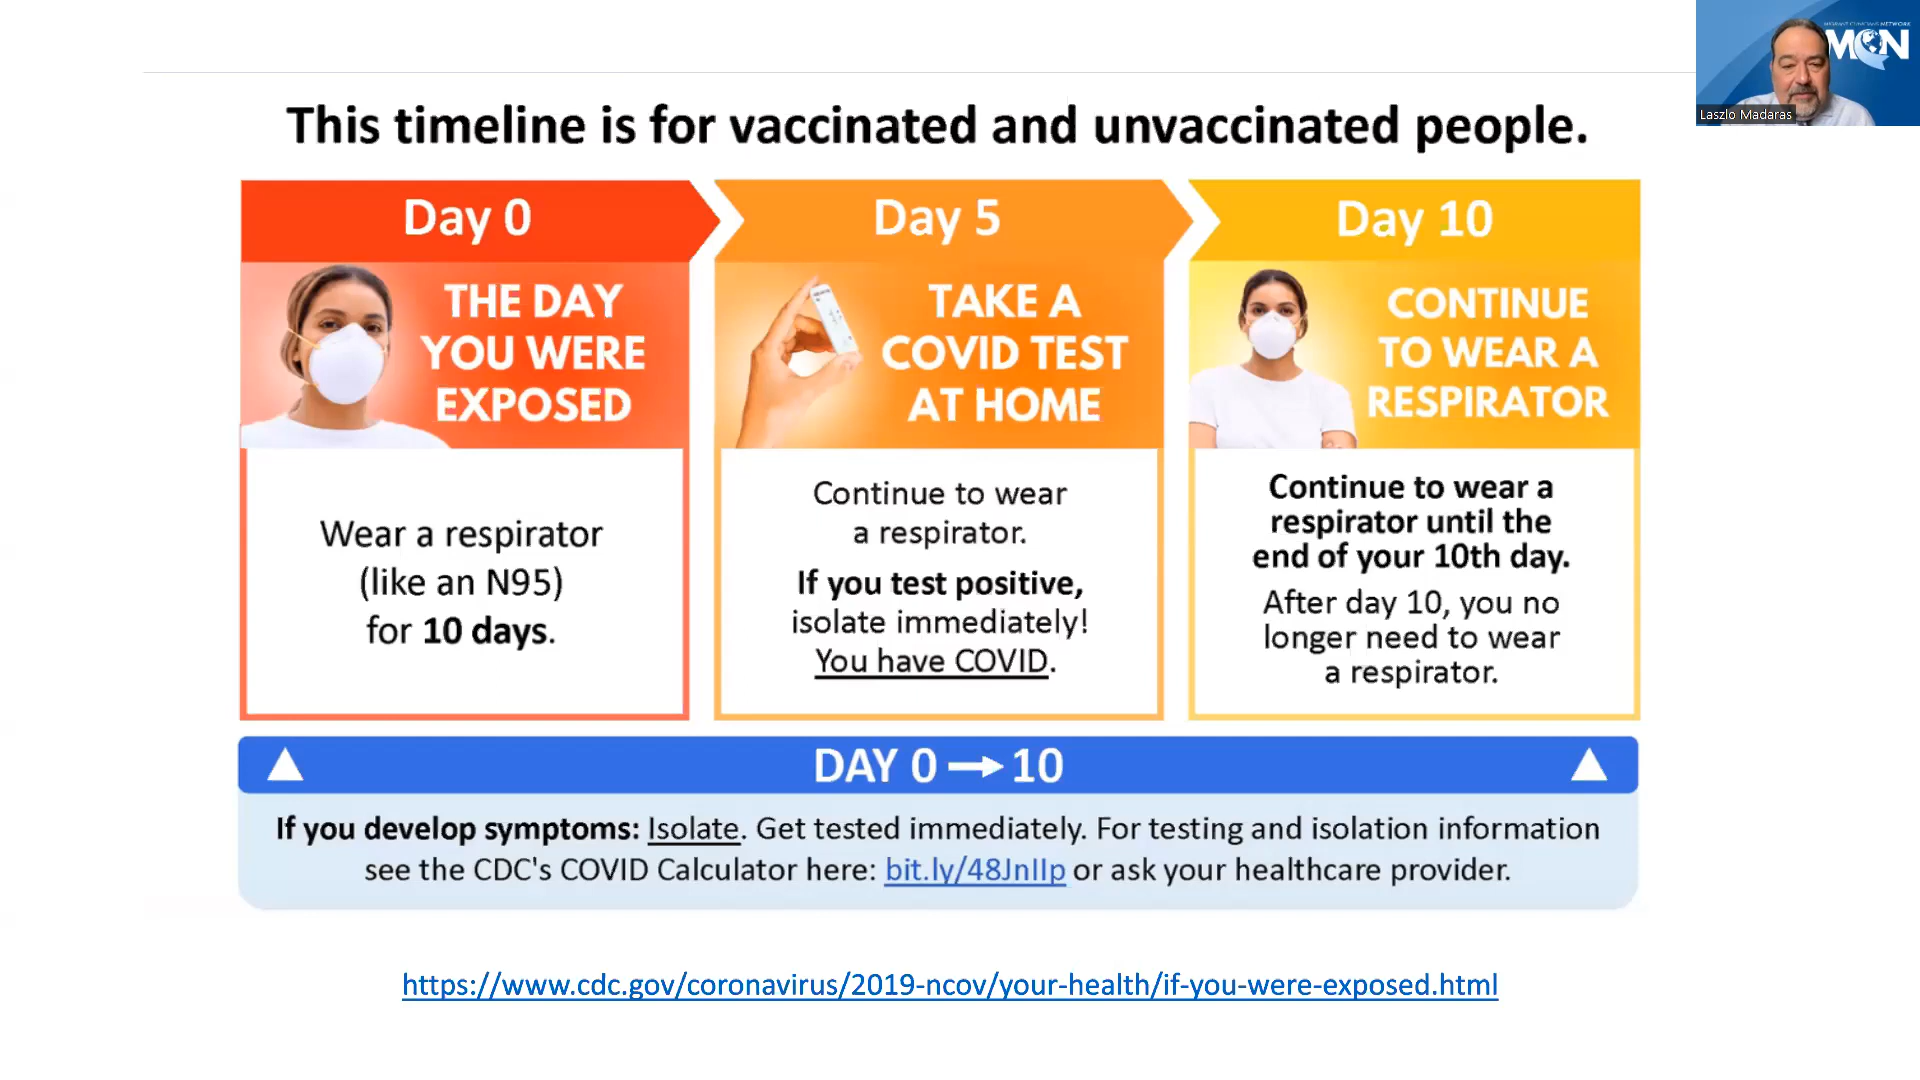 MIGRANT CLINICIANS NETWORK
MCN
Laszlo Madaras
This timeline is for vaccinated and unvaccinated people.
Day 0
THE DAY
YOU WERE
EXPOSED
Wear a respirator
(like an N95)
for 10 days.
Day 5
TAKE A
COVID TEST
AT HOME
Continue to wear
a respirator.
If you test positive,
isolate immediately!
You have COVID.
Day 10
CONTINUE
TO WEAR A
RESPIRATOR
Continue to wear a
respirator until the
end of your 10th day.
After day 10, you no
longer need to wear
a respirator.
DAY 0 → 10
If you develop symptoms: Isolate. Get tested immediately. For testing and isolation information
see the CDC's COVID Calculator here: bit.ly/48JnIIp or ask your healthcare provider.
https://www.cdc.gov/coronavirus/2019-ncov/your-health/if-you-were-exposed.html